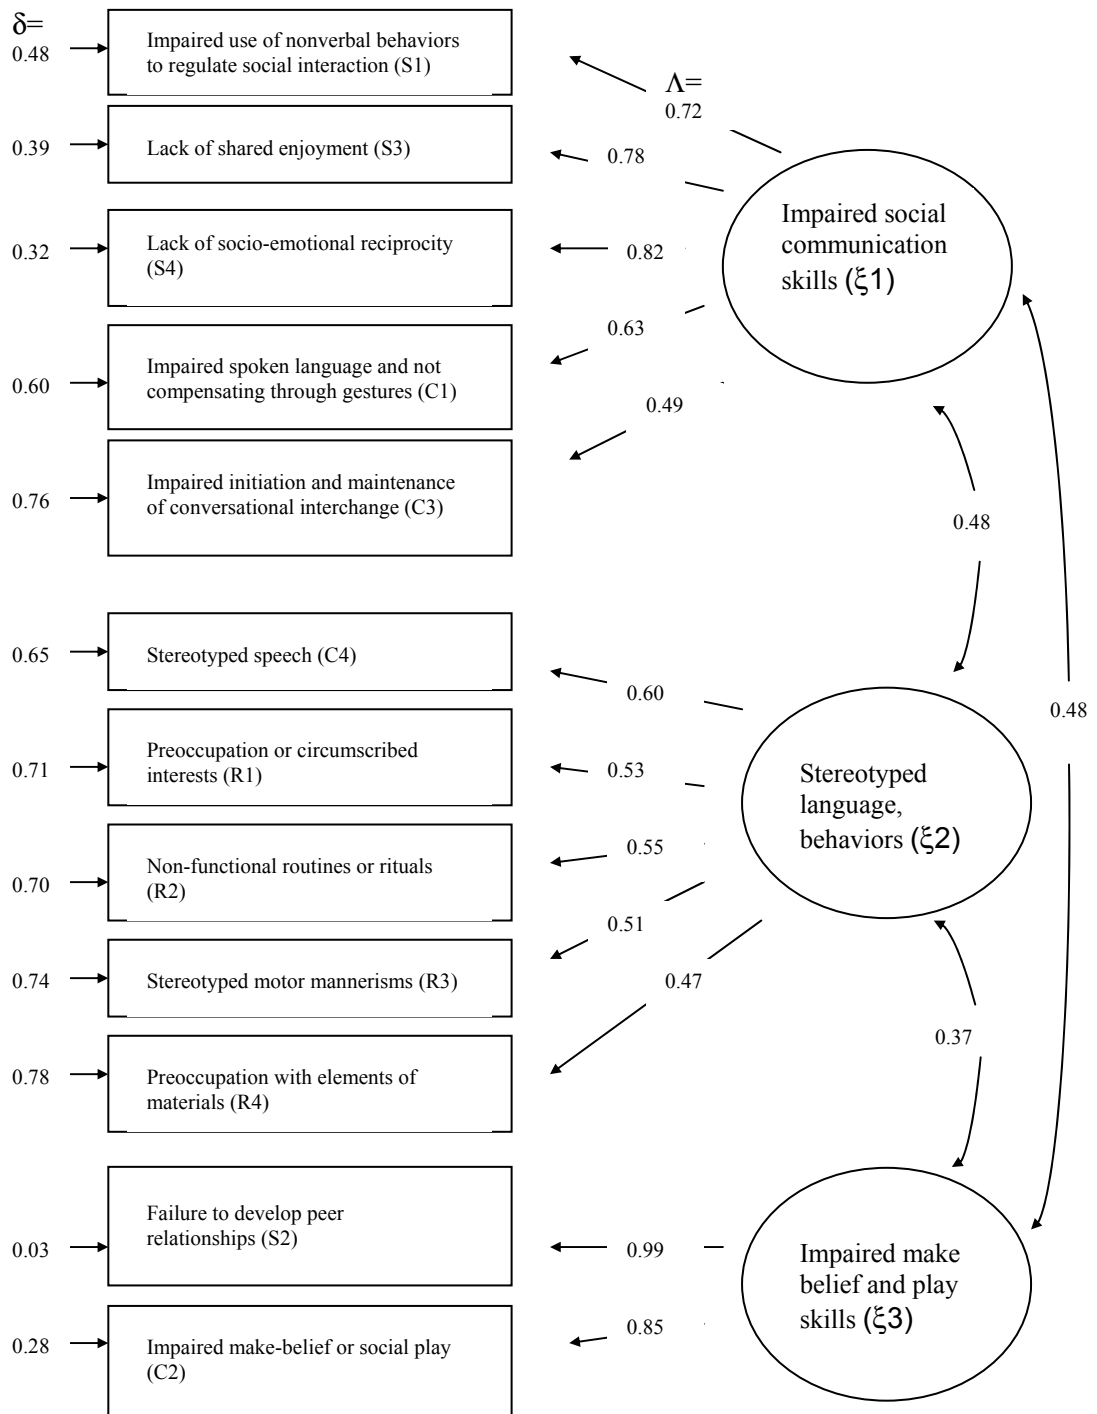 δ=
0.48
Impaired use of nonverbal behaviors
to regulate social interaction (S1)
Λ=
0.72
0.39
Lack of shared enjoyment (S3)
0.78
Impaired social
communication
skills (ξ1)
0.32
Lack of socio-emotional reciprocity
(S4)
0.82
0.63
0.60
Impaired spoken language and not
compensating through gestures (C1)
0.49
0.76
Impaired initiation and maintenance
of conversational interchange (C3)
0.48
0.65
Stereotyped speech (C4)
0.60
0.48
0.71
Preoccupation or circumscribed
interests (R1)
0.53
Stereotyped
language,
behaviors (ξ2)
0.70
Non-functional routines or rituals
(R2)
0.55
0.51
0.74
Stereotyped motor mannerisms (R3)
0.47
0.37
0.78
Preoccupation with elements of
materials (R4)
0.03
Failure to develop peer
relationships (S2)
0.99
Impaired make
belief and play
skills (ξ3)
0.28
Impaired make-belief or social play
(C2)
0.85